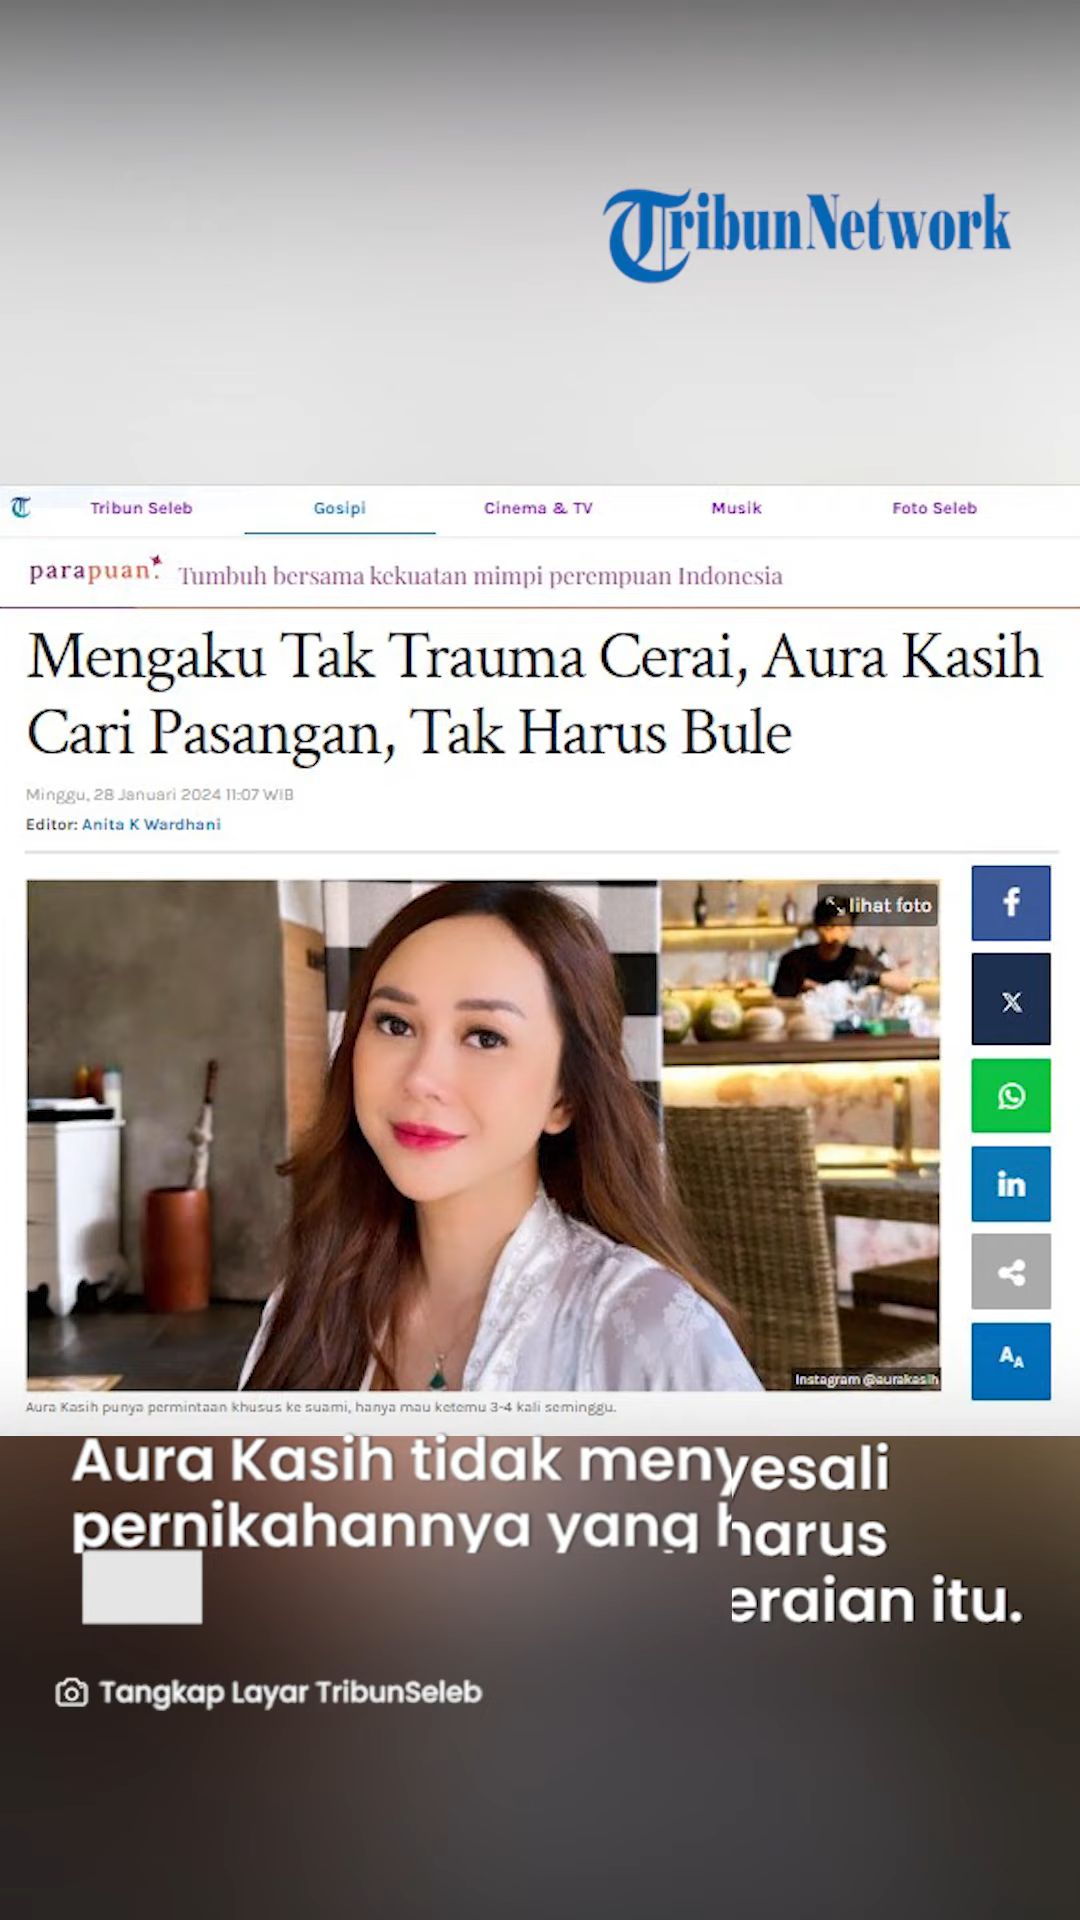 TribunNetwork
Tribun Seleb Gosipi Cinema & TV Musik Foto Seleb
parapuan. Tumbuh bersama kekuatan mimpi perempuan Indonesia
Mengaku Tak Trauma Cerai, Aura Kasih
Cari Pasangan, Tak Harus Bule
Minggu, 28 Januari 2024 11:07 WIB
Editor: Anita K Wardhani
lihat foto
Instagram @aurakasih
Aura Kasih punya permintaan khusus ke suami, hanya mau ketemu 3-4 kali seminggu.
Aura Kasih tidak menyesali
pernikahannya yang harus
eraian itu.
Tangkap Layar TribunSeleb